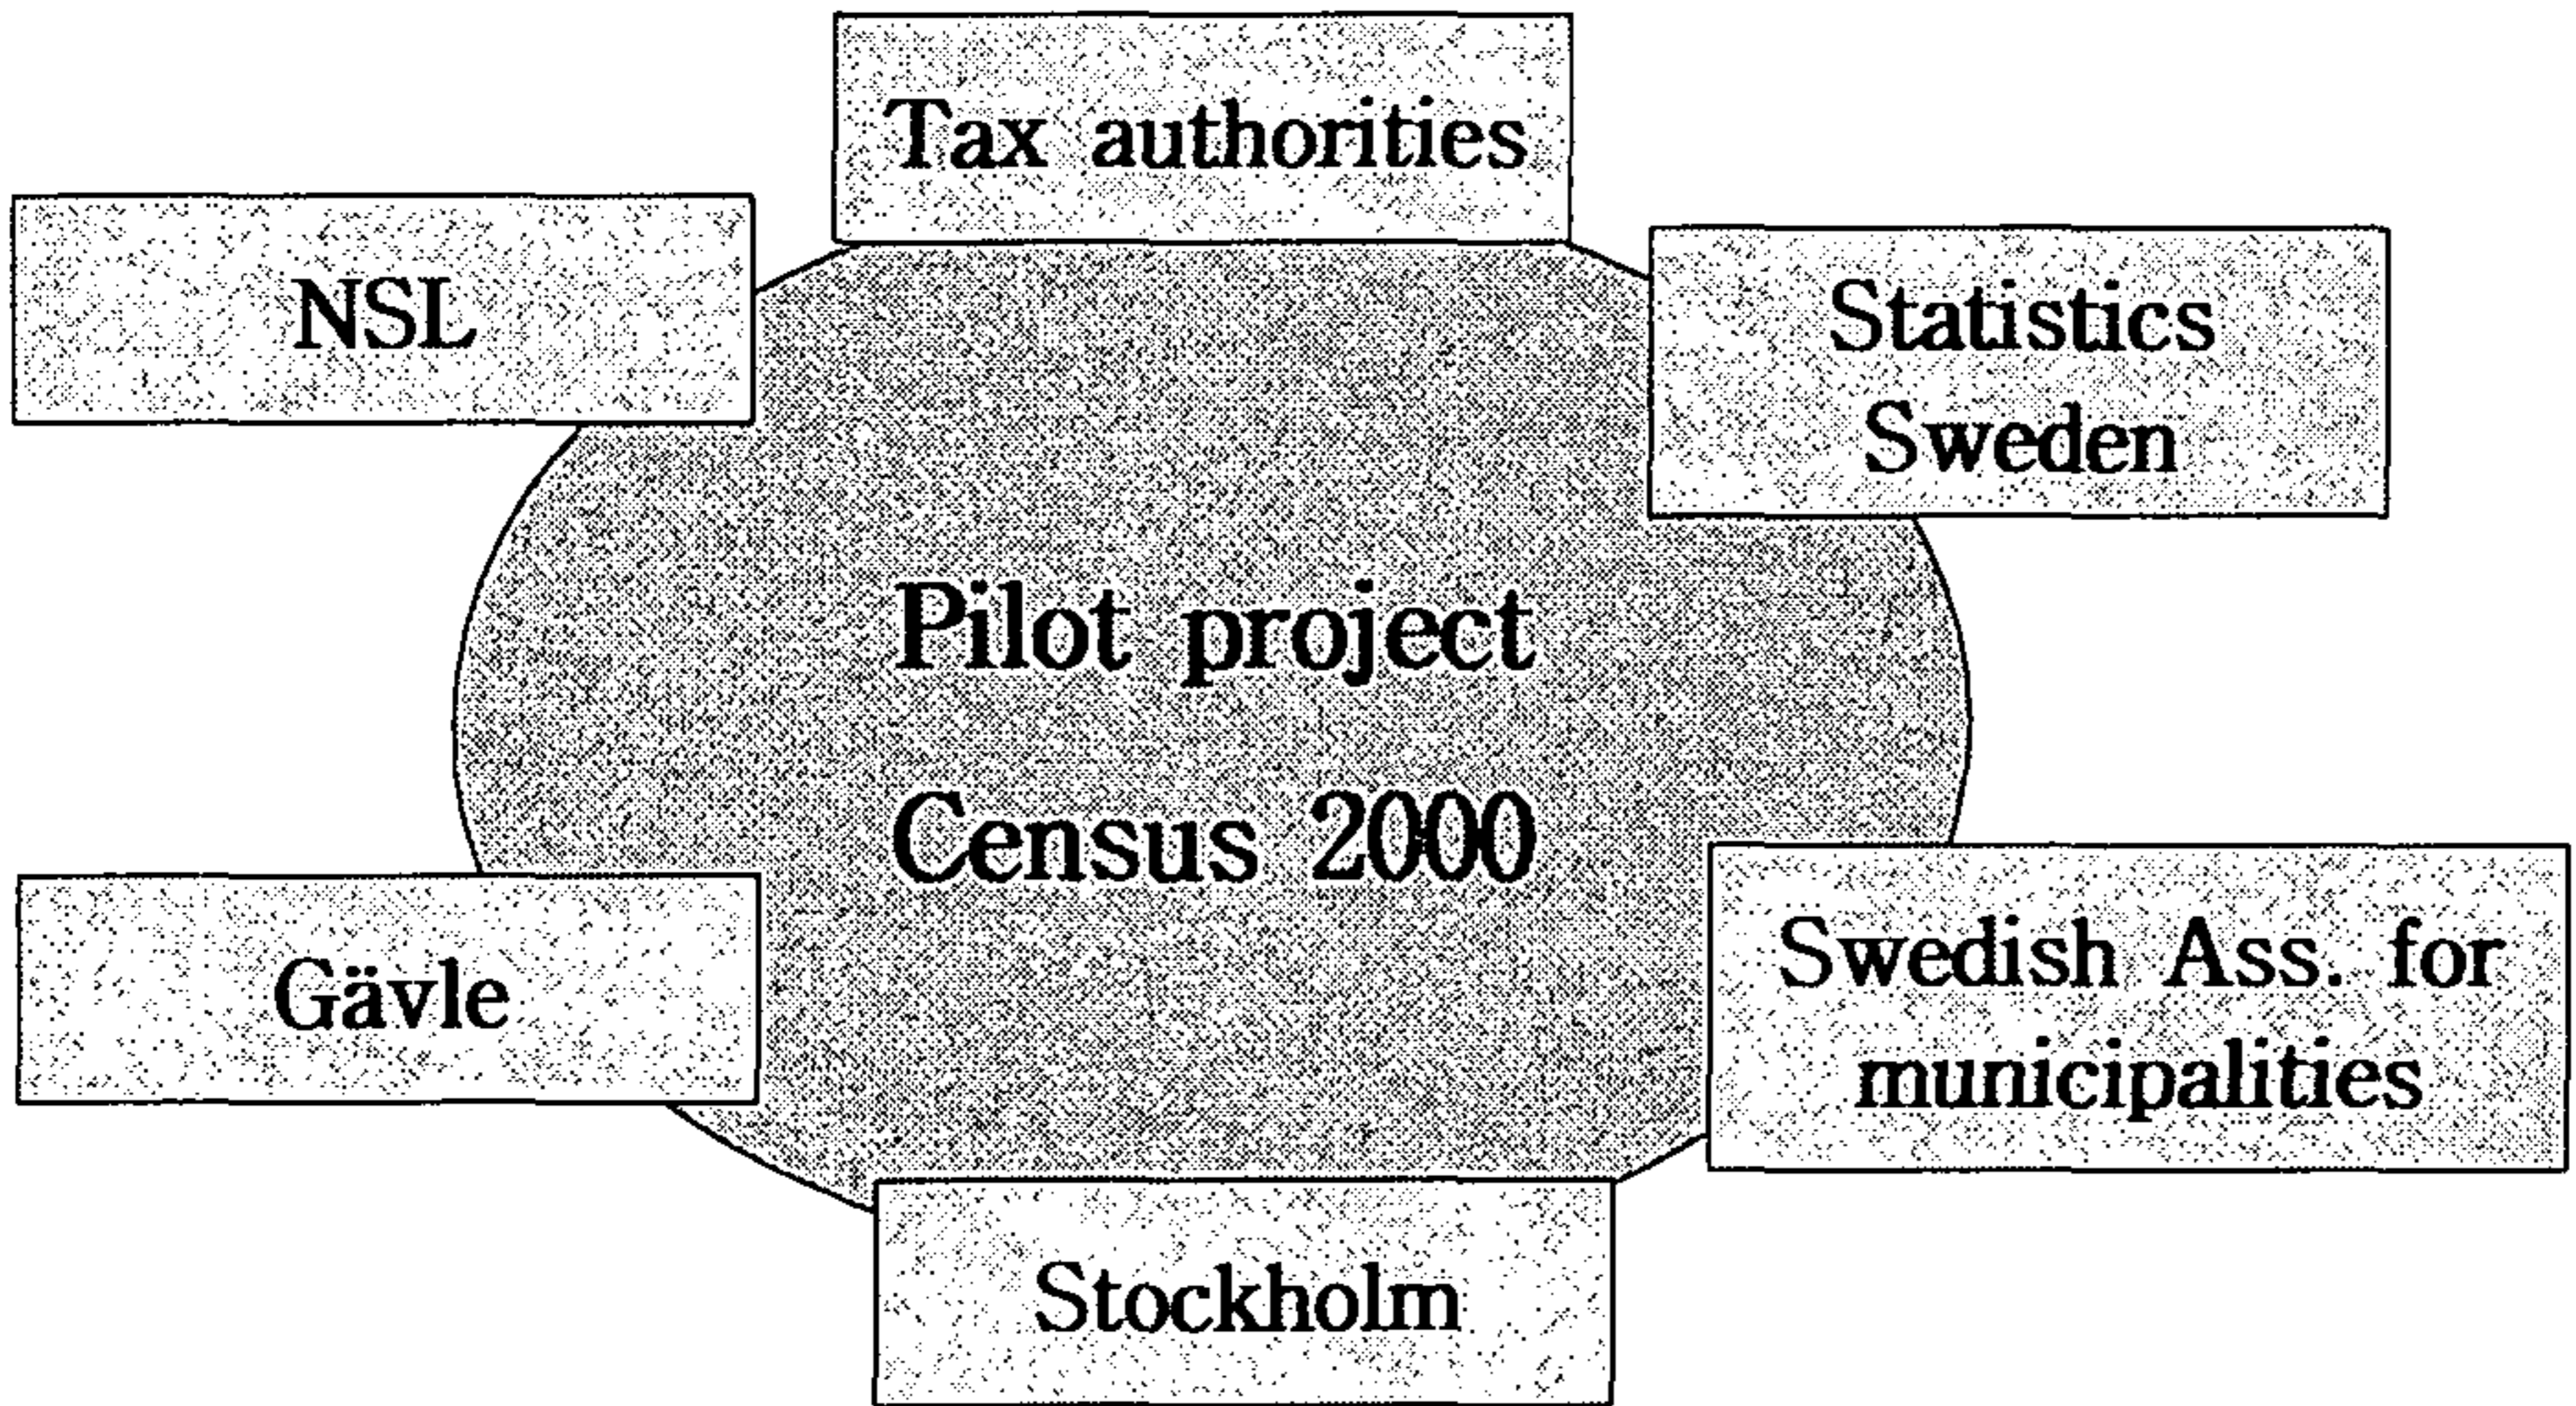 Tax authorities
NSL
Statistics
Sweden
Pilot project
Census 2000
Gävle
Swedish Ass. for
municipalities
Stockholm